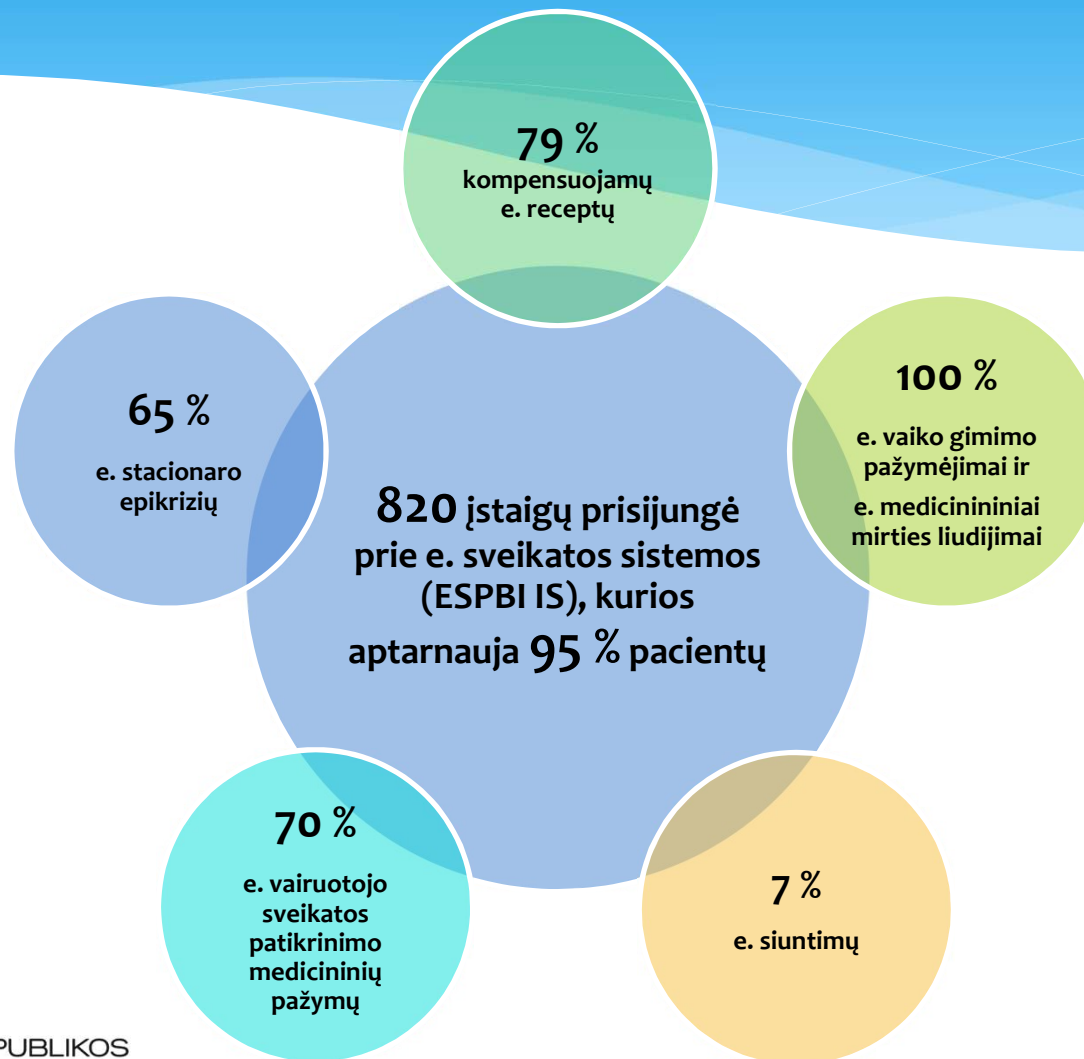 79 %
kompensuojamų
e. receptų
65 %
e. stacionaro
epikrizių
100 %
e. vaiko gimimo
pažymėjimai ir
e. medicinininiai
mirties liudijimai
820 įstaigų prisijungė
prie e. sveikatos sistemos
(ESPBI IS), kurios
aptarnauja 95 % pacientų
70 %
e. vairuotojo
sveikatos
patikrinimo
medicininių
pažymų
7 %
e. siuntimų
PUBLIKOS